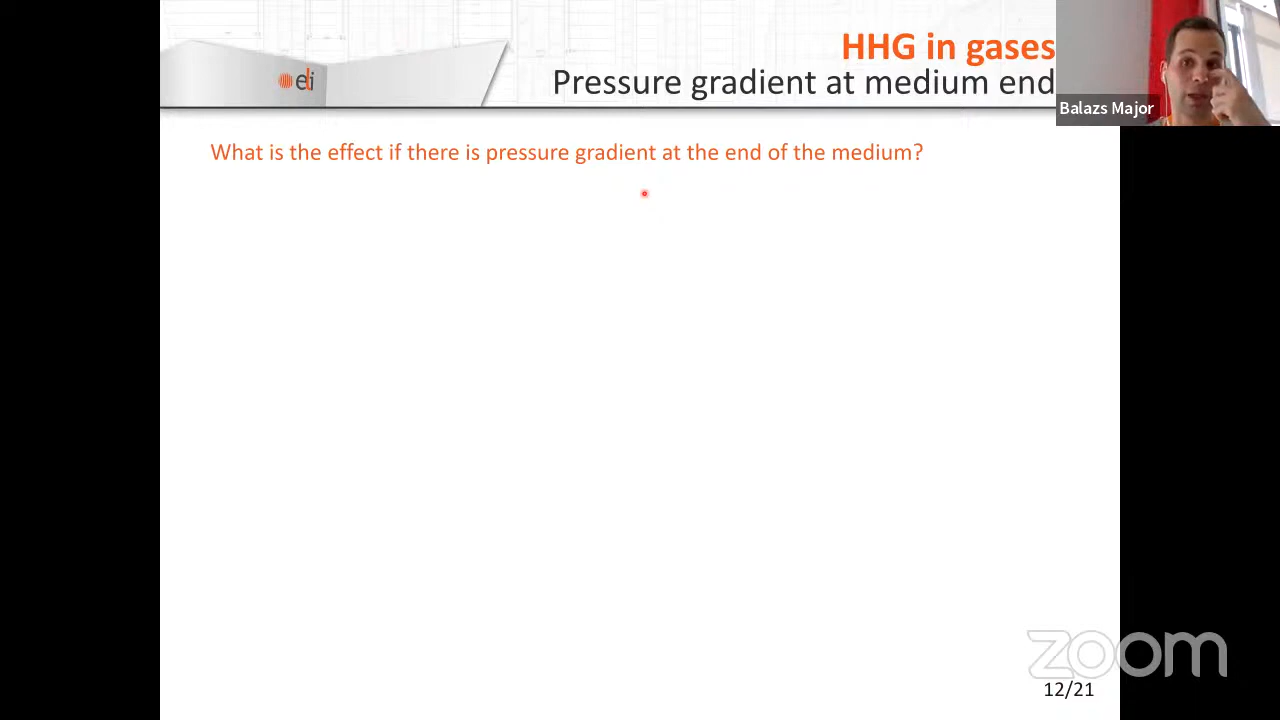 HHG in gases
Pressure gradient at medium end
eli
Balazs Major
What is the effect if there is pressure gradient at the end of the medium?
zoom
12/21